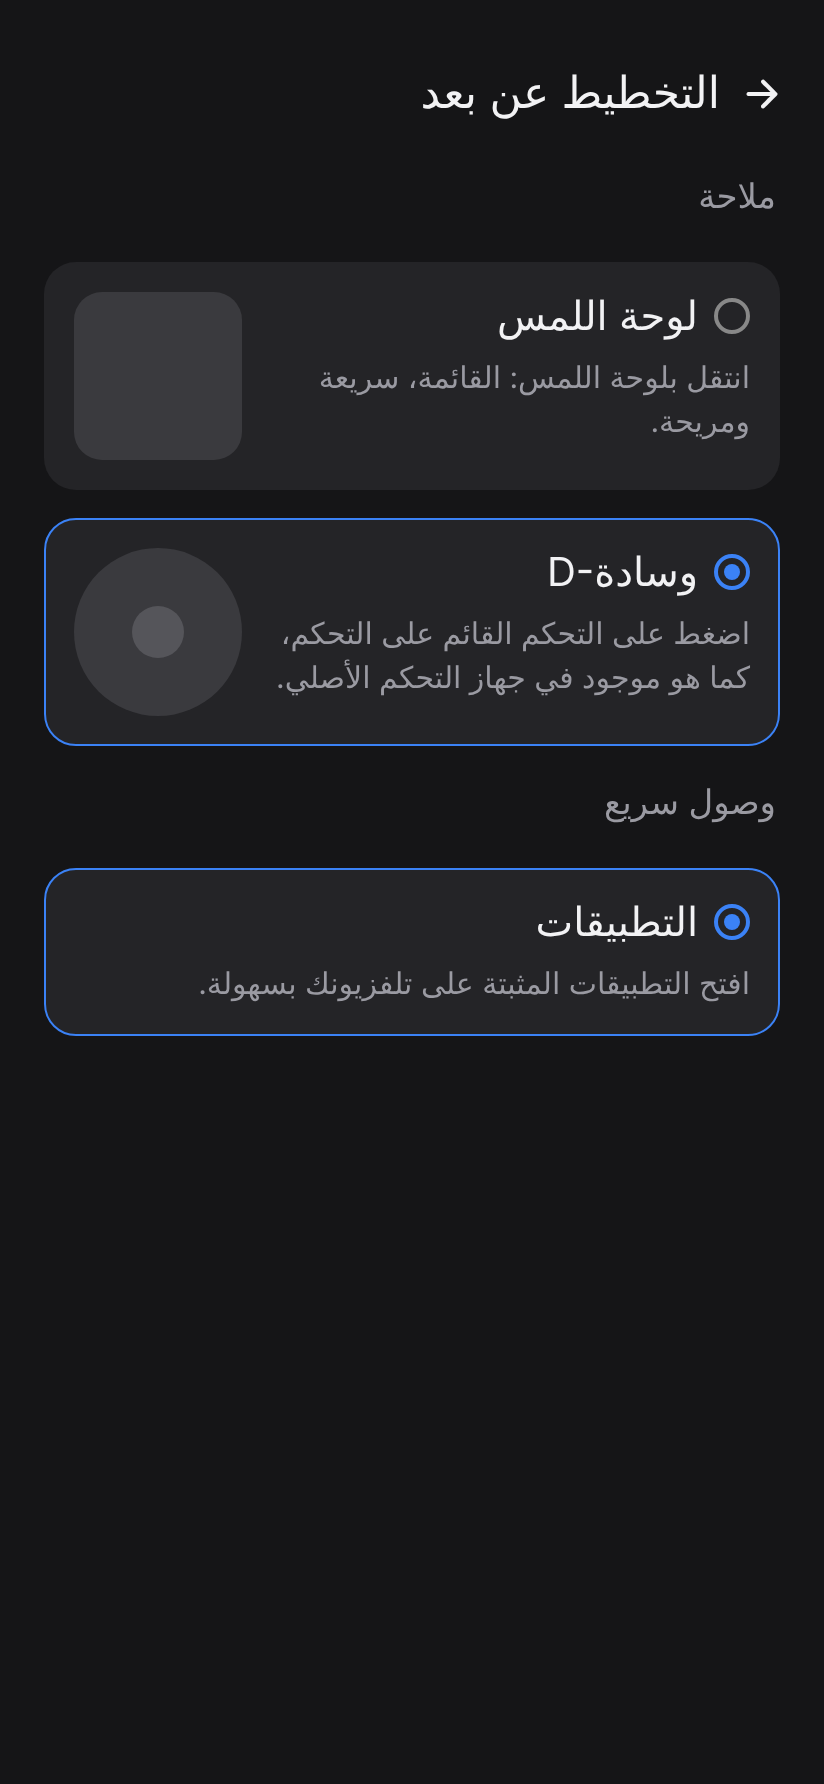 التخطيط عن بعد
ملاحة
لوحة اللمس
انتقل بلوحة اللمس: القائمة، سريعة
ومريحة.
وسادة-D
اضغط على التحكم القائم على التحكم،
كما هو موجود في جهاز التحكم الأصلي.
وصول سريع
التطبيقات
افتح التطبيقات المثبتة على تلفزيونك بسهولة.